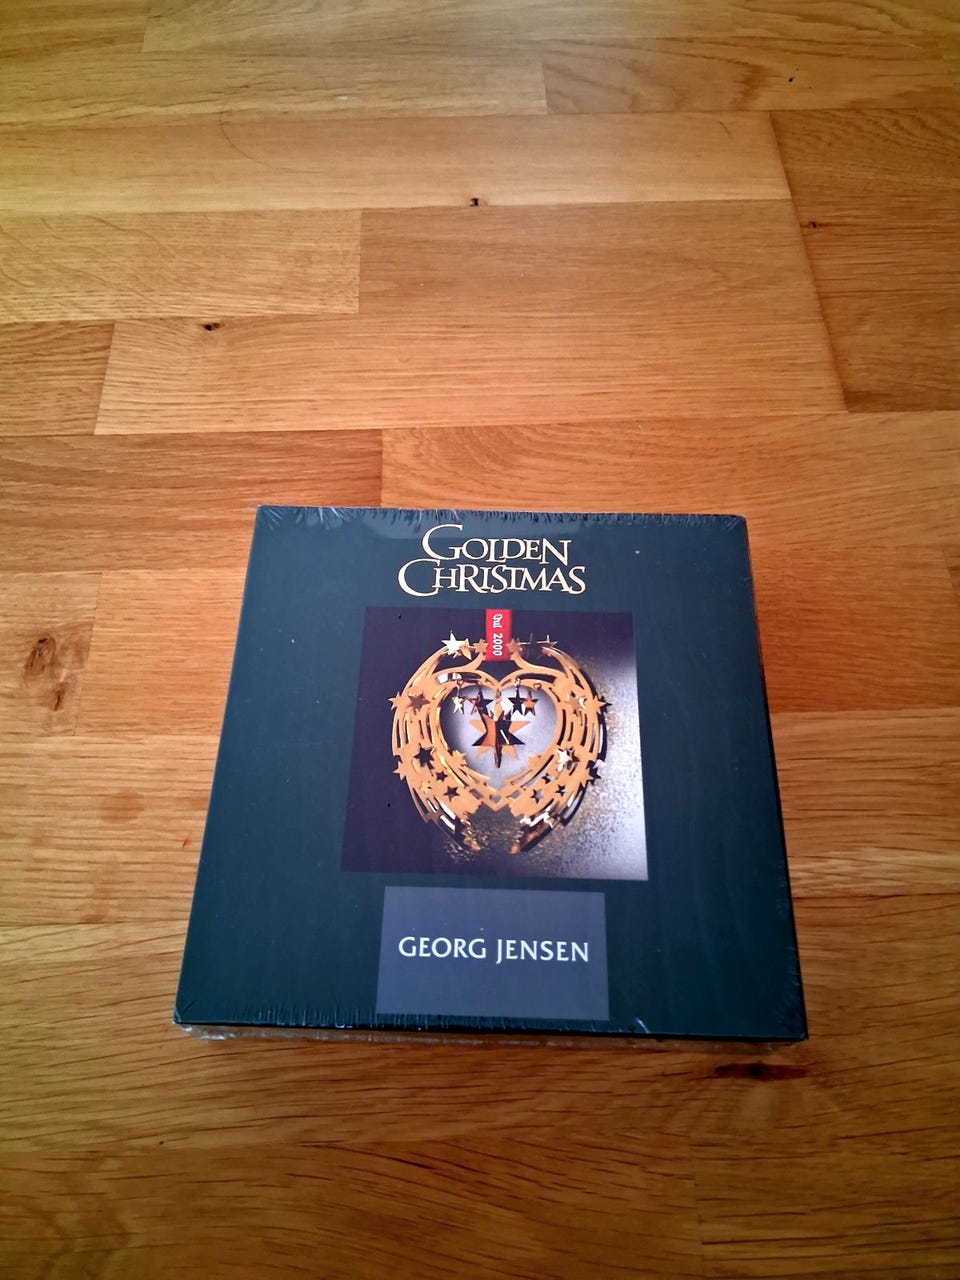 GOLDEN
CHRISTMAS
Jul 2000
GEORG JENSEN